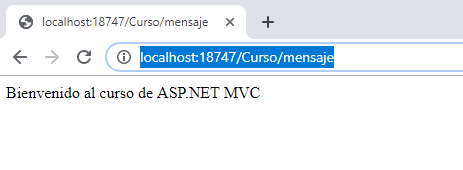 localhost:18747/Curso/mensaje
localhost:18747/Curso/mensaje
Bienvenido al curso de ASP.NET MVC